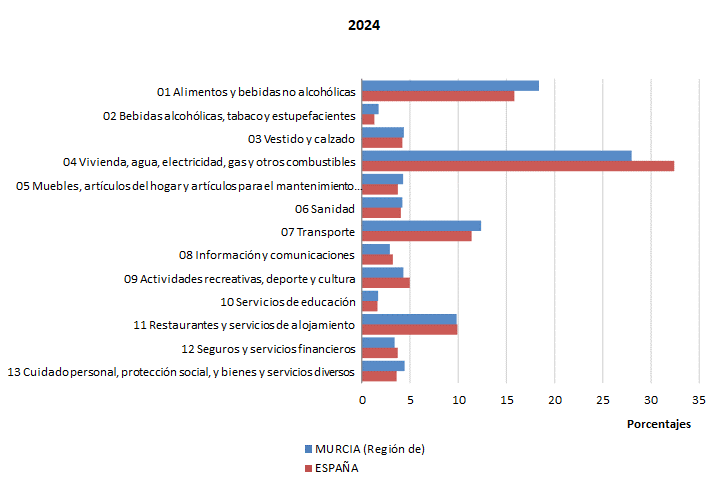 2024
01 Alimentos y bebidas no alcohólicas
02 Bebidas alcohólicas, tabaco y estupefacientes
03 Vestido y calzado
04 Vivienda, agua, electricidad, gas y otros combustibles
05 Muebles, artículos del hogar y artículos para el mantenimiento...
06 Sanidad
07 Transporte
08 Información y comunicaciones
09 Actividades recreativas, deporte y cultura
10 Servicios de educación
11 Restaurantes y servicios de alojamiento
12 Seguros y servicios financieros
13 Cuidado personal, protección social, y bienes y servicios diversos
0 5 10 15 20 25 30 35
Porcentajes
MURCIA (Región de)
ESPAÑA